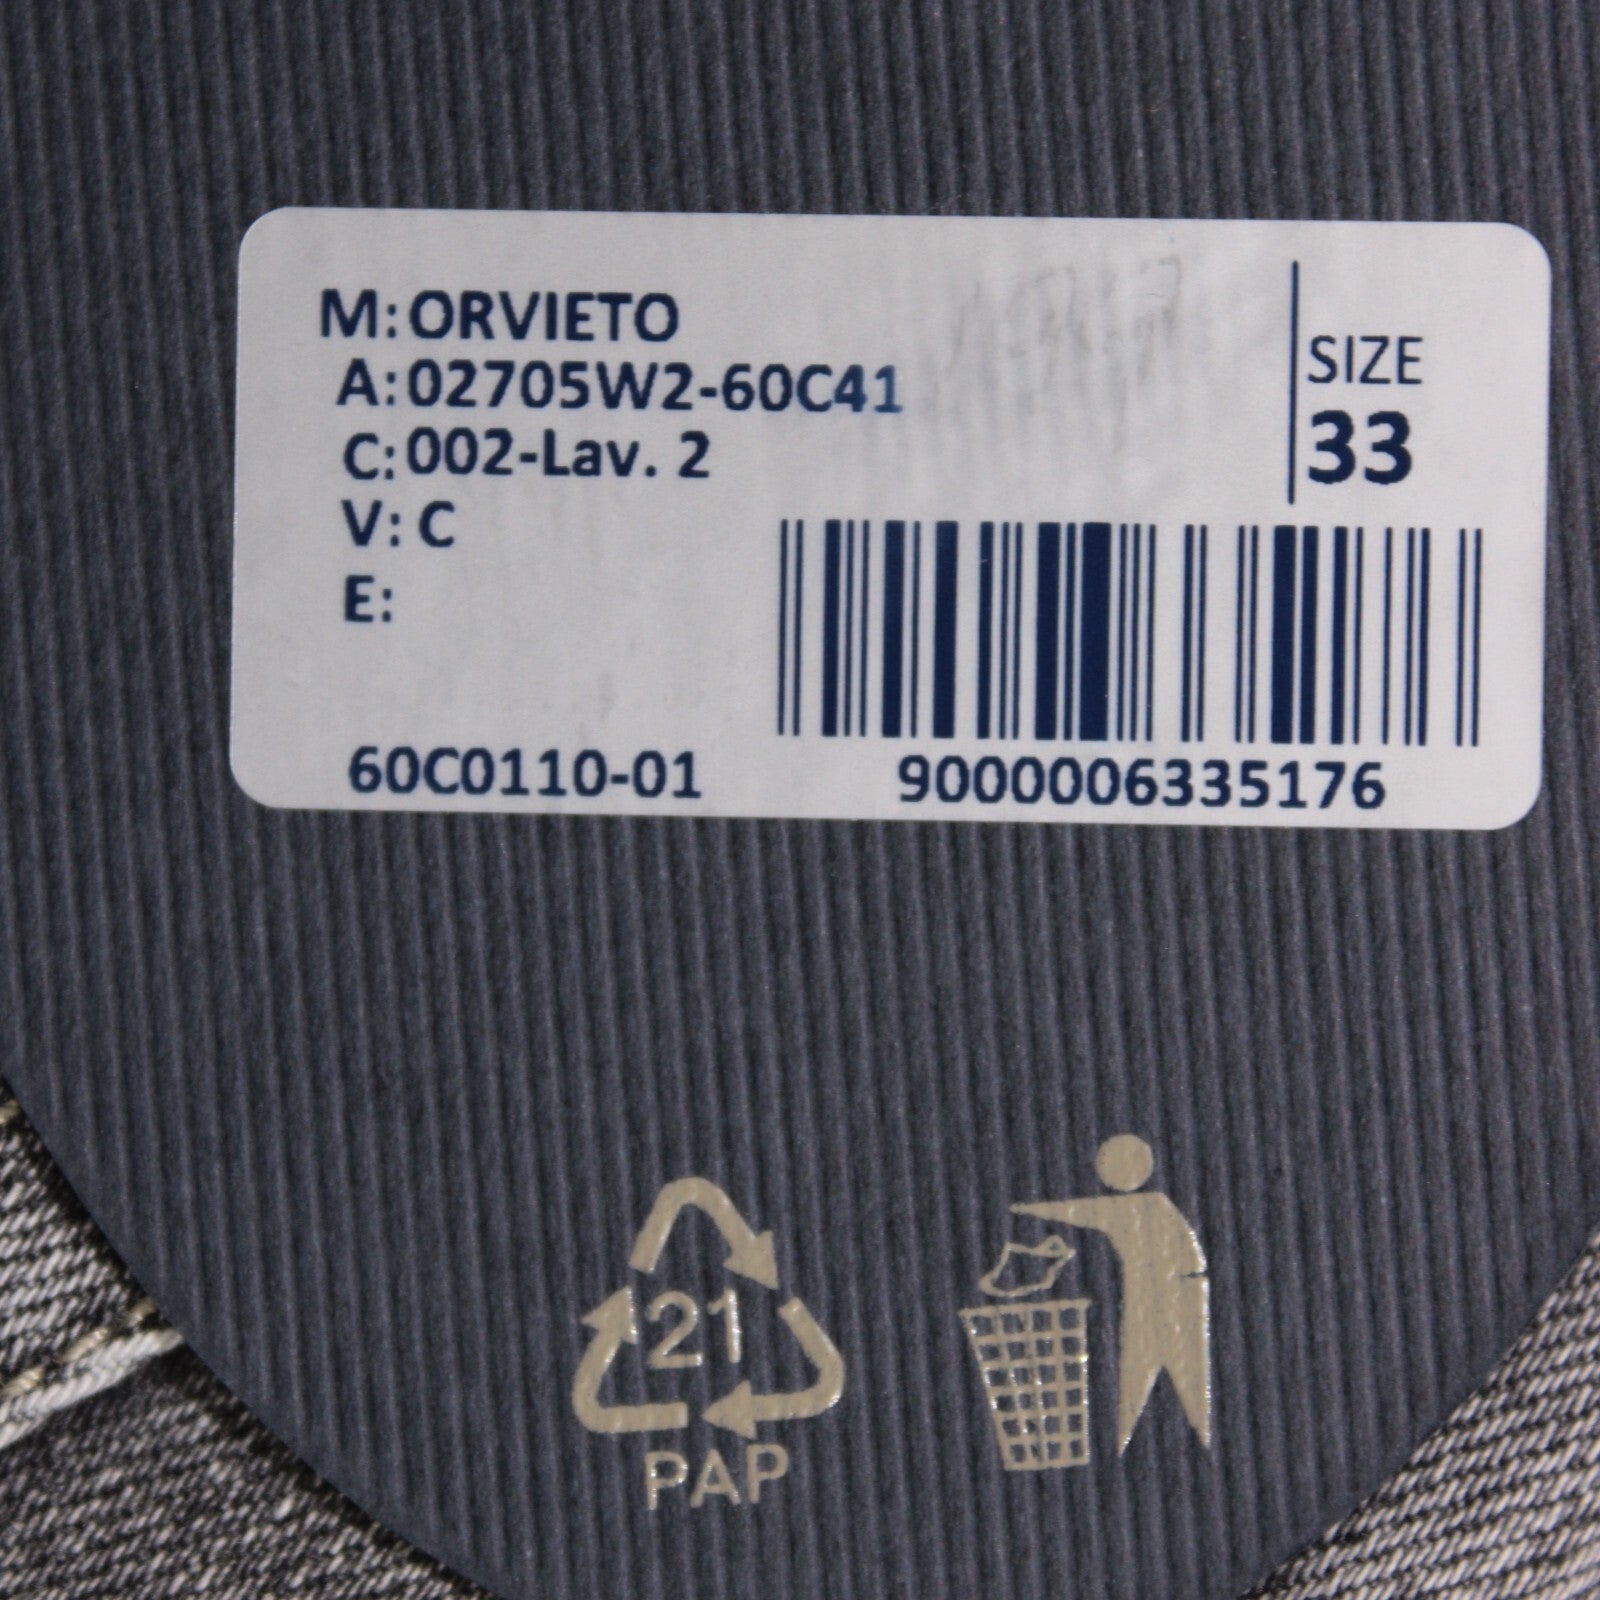 M: ORVIETO
A: 02705W2-60C41
C: 002-Lav. 2
V: C
E:
SIZE
33
60C0110-01
9000006335176
21
PAP